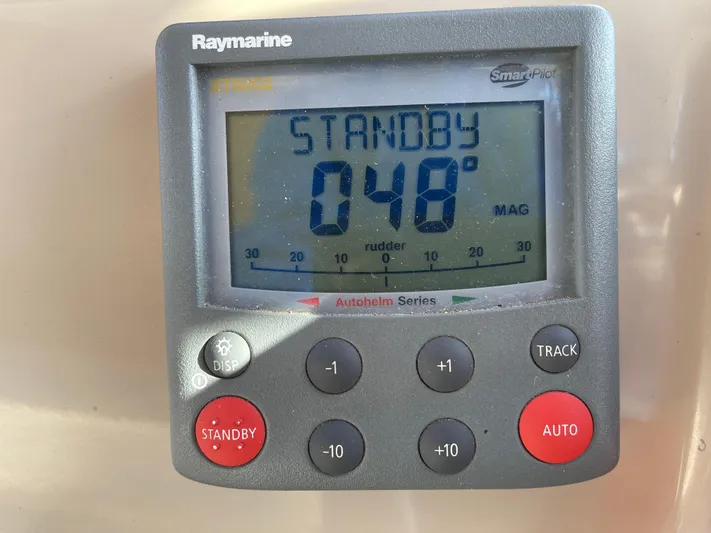 Raymarine
SmartPilot
STANDBY
048°
MAG
rudder
30 20 10 0 10 20 30
Autohelm Series
DISP
-1
+1
TRACK
STANDBY
-10
+10
AUTO